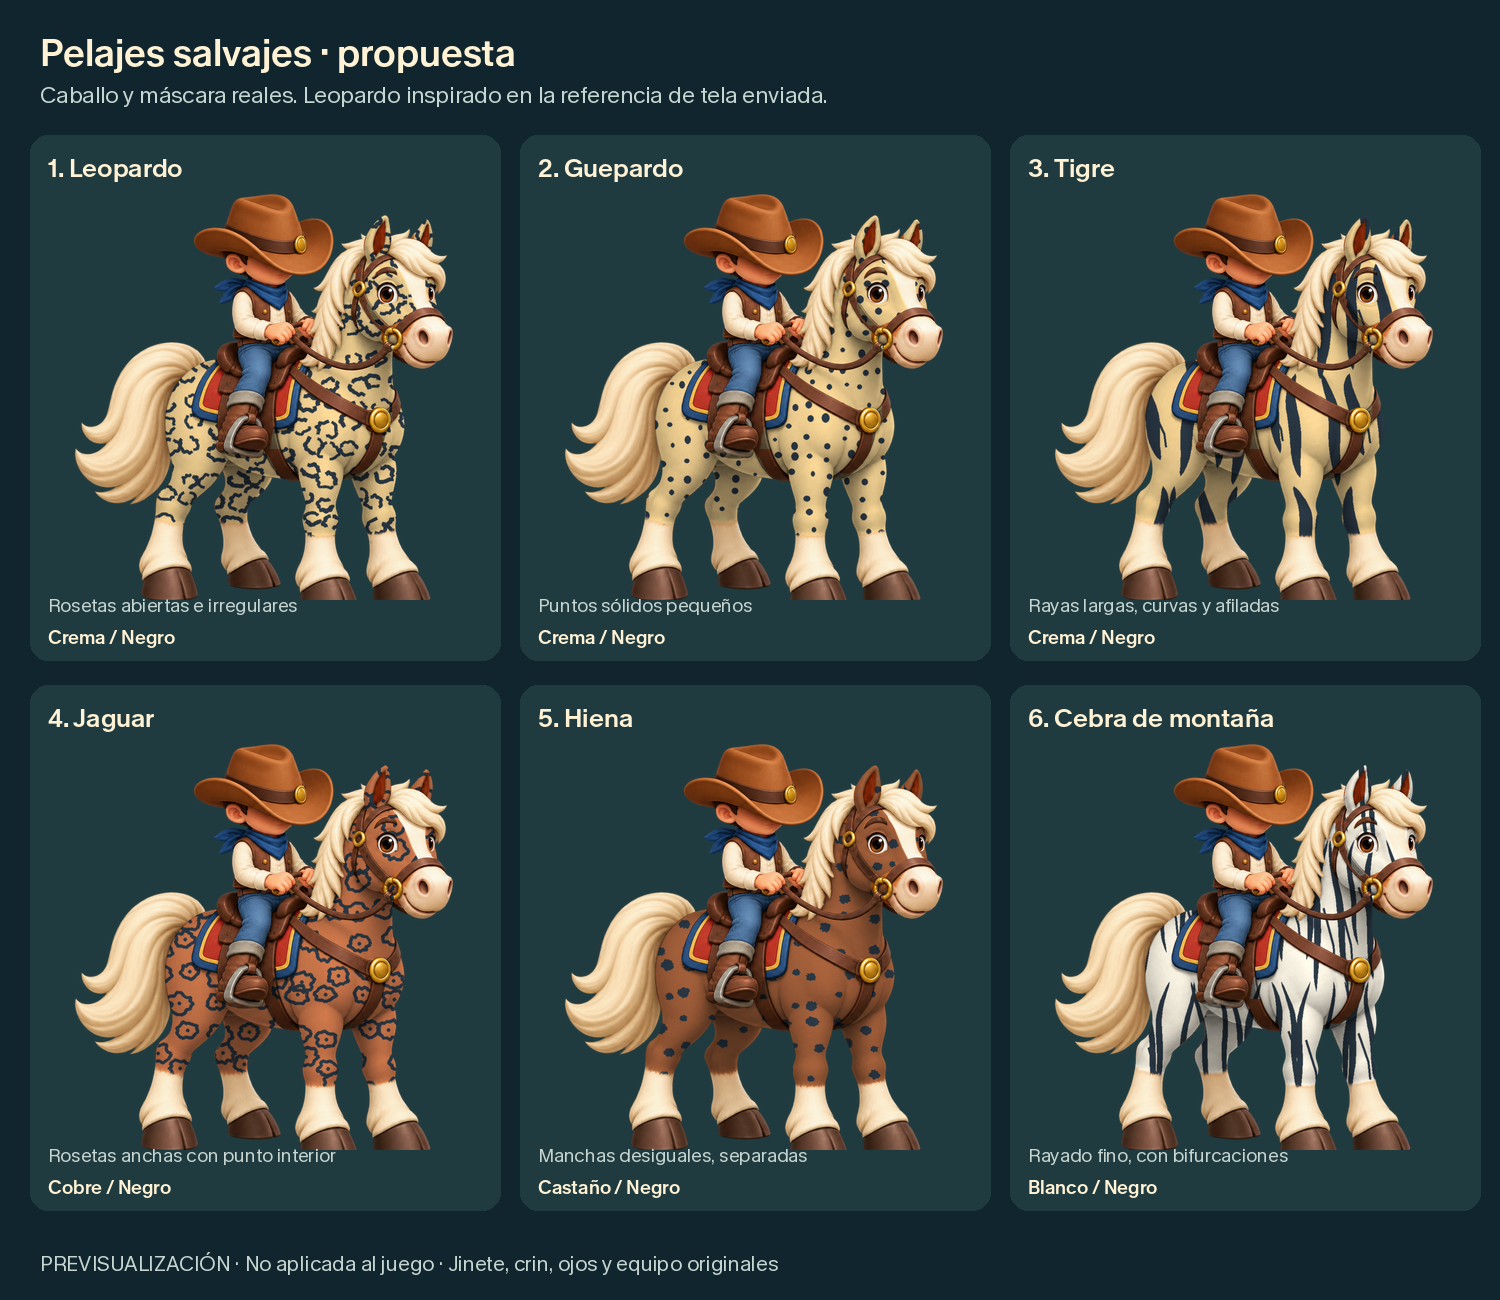 Pelajes salvajes · propuesta
Caballo y máscara reales. Leopardo inspirado en la referencia de tela enviada.
1. Leopardo
2. Guepardo
3. Tigre
Rosetas abiertas e irregulares
Puntos sólidos pequeños
Rayas largas, curvas y afiladas
Crema / Negro
Crema / Negro
Crema / Negro
4. Jaguar
5. Hiena
6. Cebra de montaña
Rosetas anchas con punto interior
Manchas desiguales, separadas
Rayado fino, con bifurcaciones
Cobre / Negro
Castaño / Negro
Blanco / Negro
PREVISUALIZACIÓN · No aplicada al juego · Jinete, crin, ojos y equipo originales